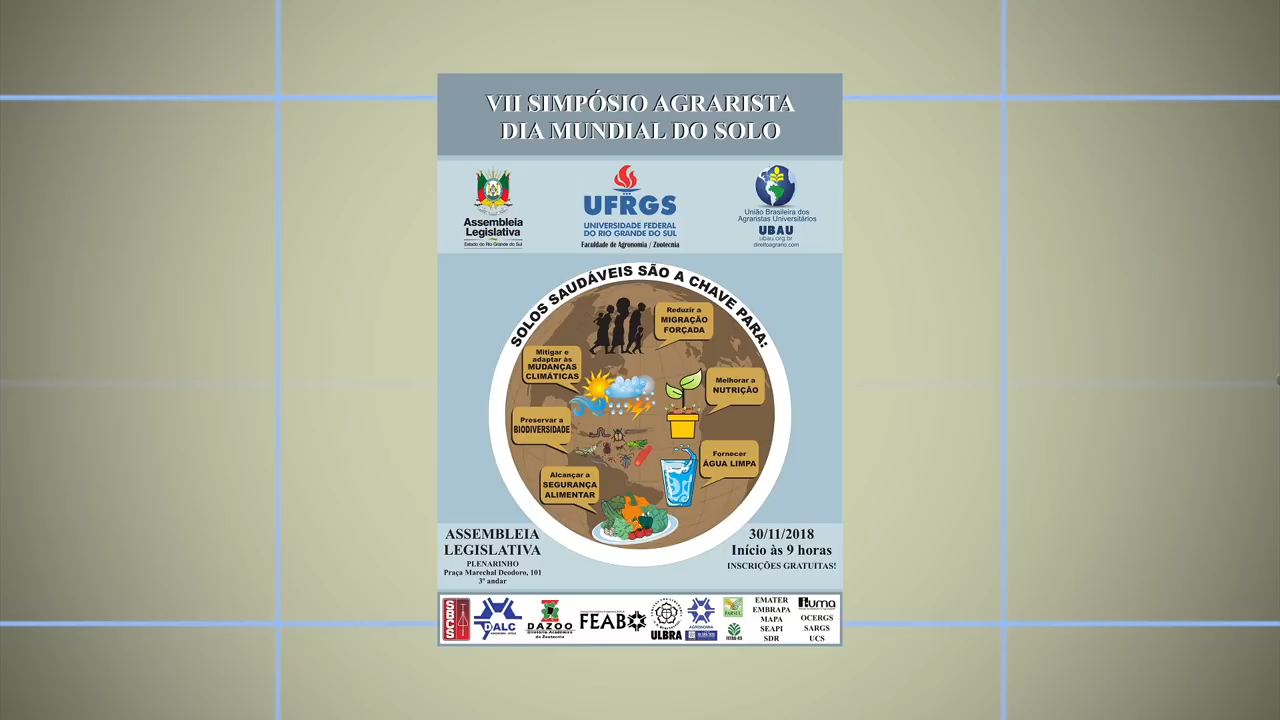 VII SIMPÓSIO AGRARISTA
DIA MUNDIAL DO SOLO
Assembleia
Legislativa
Estado do Rio Grande do Sul
UFRGS
UNIVERSIDADE FEDERAL
DO RIO GRANDE DO SUL
Faculdade de Agronomia / Zootecnia
União Brasileira dos
Agraristas Universitários
UBAU
ubau.org.br
direitoagrario.com
SOLOS SAUDÁVEIS SÃO A CHAVE PARA:
Reduzir a
MIGRAÇÃO
FORÇADA
Mitigar e
adaptar às
MUDANÇAS
CLIMÁTICAS
Melhorar a
NUTRIÇÃO
Preservar a
BIODIVERSIDADE
Fornecer
ÁGUA LIMPA
Alcançar a
SEGURANÇA
ALIMENTAR
ASSEMBLEIA
LEGISLATIVA
PLENARINHO
Praça Marechal Deodoro, 101
3º andar
30/11/2018
Início às 9 horas
INSCRIÇÕES GRATUITAS!
SBCS
DALC
DAZOO
Diretório Acadêmico
da Zootecnia
FEAB
ULBRA
AGRONOMIA
FARSUL
FETAG-RS
EMATER
EMBRAPA
MAPA
SEAPI
SDR
uma
OCERGS
SARGS
UCS